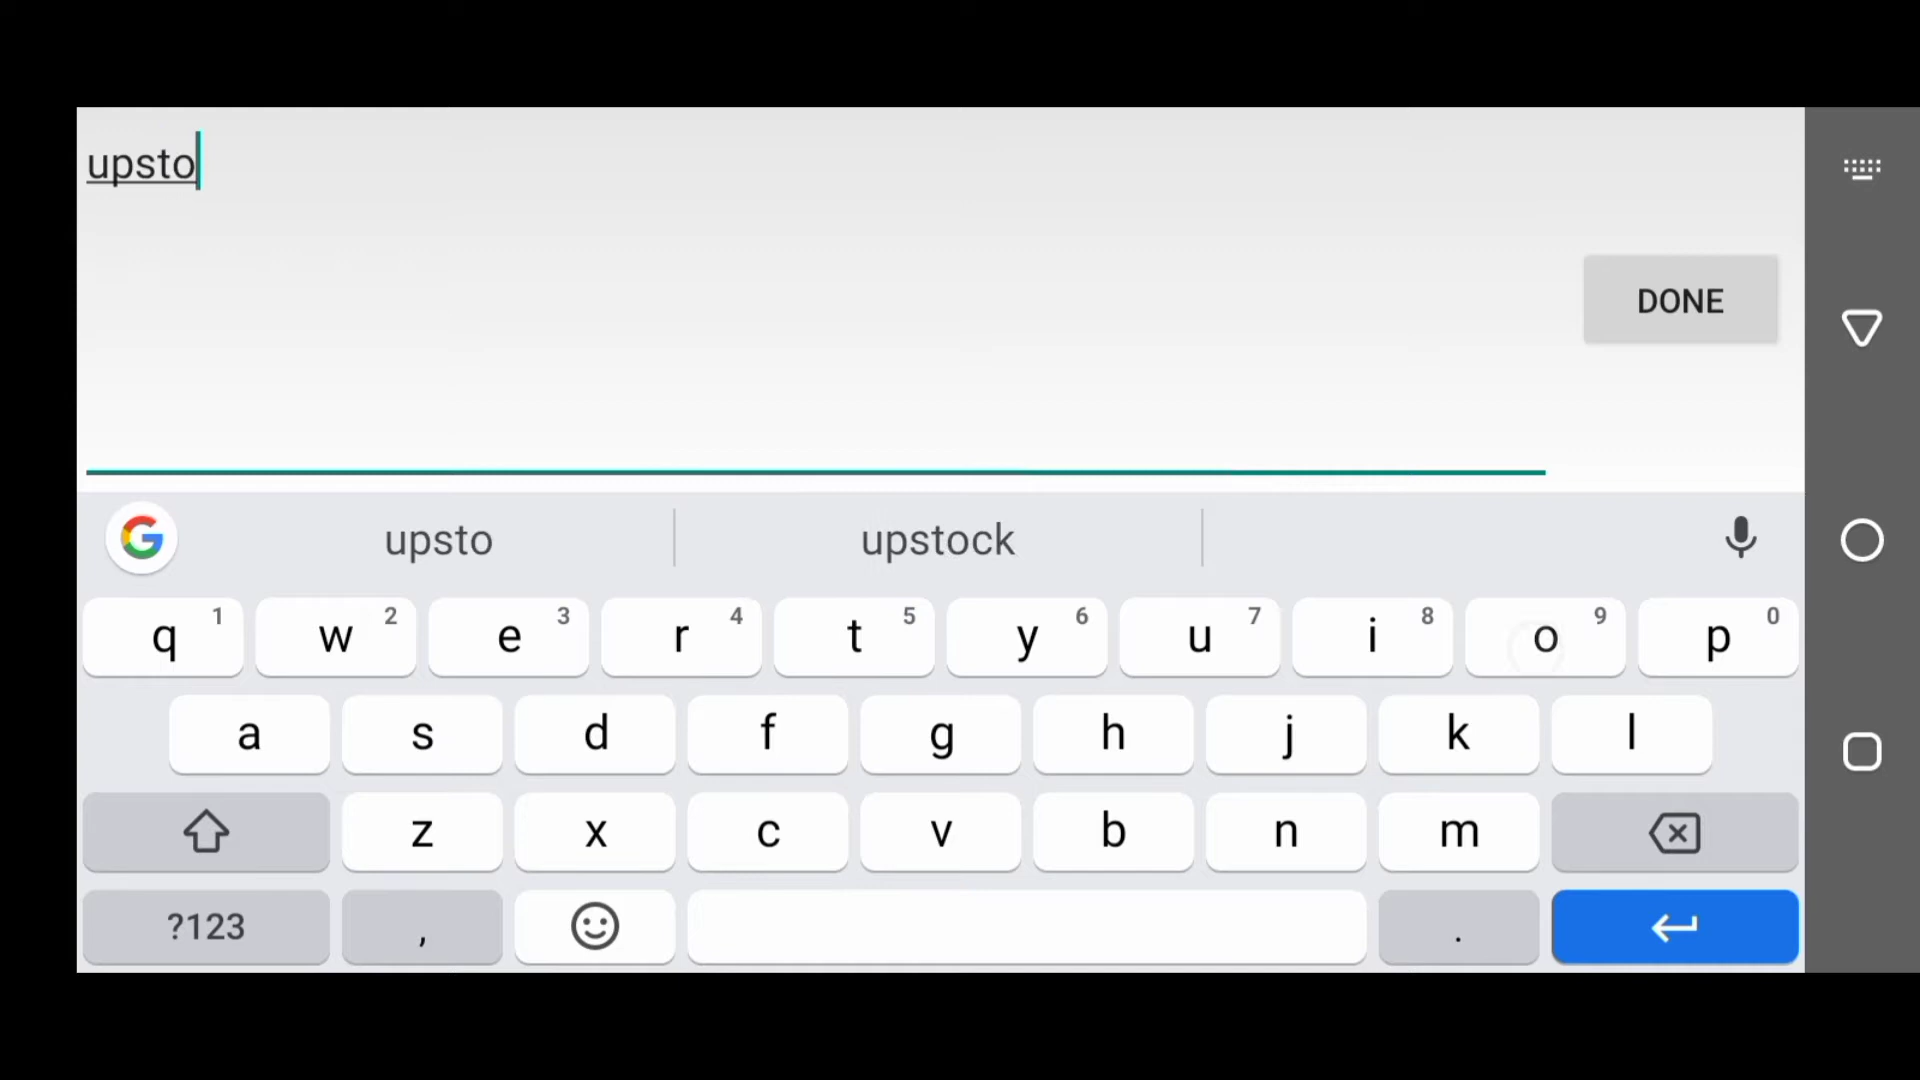 upsto
DONE
upsto upstock
q 1 w 2 e 3 r 4 t 5 y 6 u 7 i 8 o 9 p 0
a s d f g h j k l
z x c v b n m
?123 , .